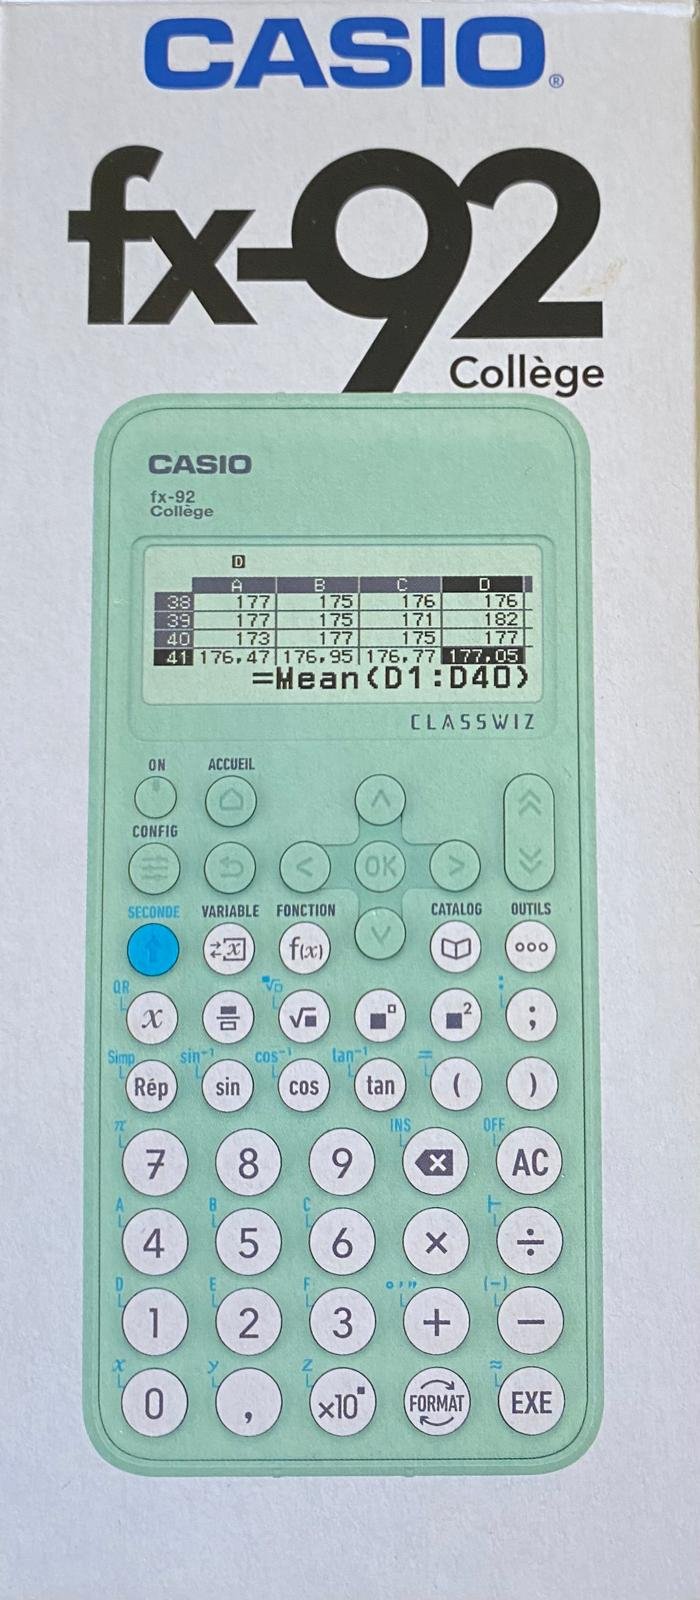 CASIO®
fx-92
Collège
CASIO
fx-92
Collège
D
A B C D
38 177 175 176 176
39 177 175 171 182
40 173 177 175 177
41 176,47 176,95 176,77 177,05
=Mean(D1:D40)
CLASSWIZ
ON ACCUEIL
CONFIG
< OK >
SECONDE VARIABLE FONCTION CATALOG OUTILS
x f(x)
QR √ :
x √ 2 ;
Simp sin⁻¹ cos⁻¹ tan⁻¹ =
Rép sin cos tan ( )
π INS OFF
7 8 9 AC
A B C
4 5 6 × ÷
D E F ° ’ ” (−)
1 2 3 + −
x y z ≈
0 , ×10 FORMAT EXE